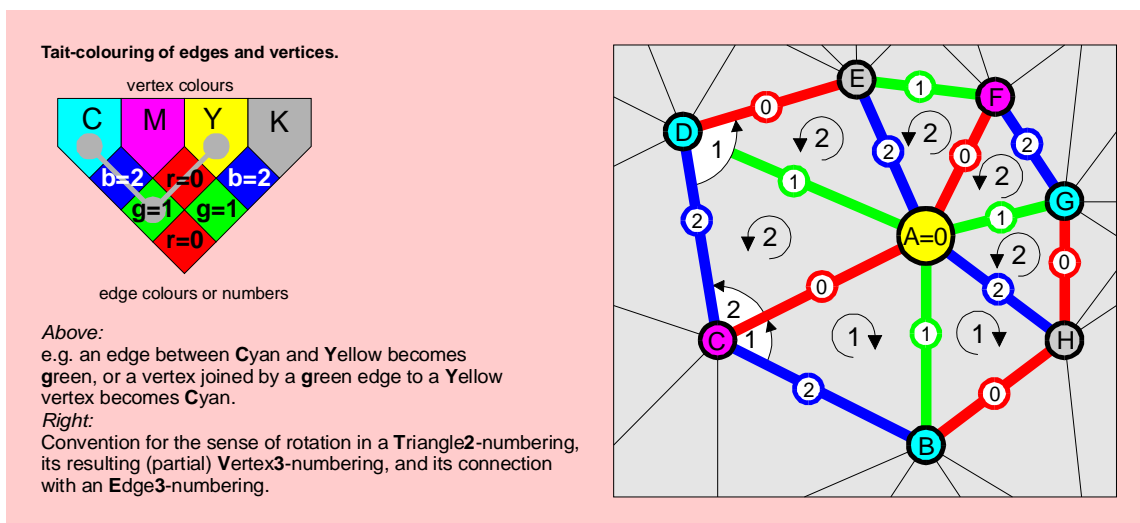 Tait-colouring of edges and vertices.
vertex colours
C M Y K
b=2 r=0 b=2
g=1 g=1
r=0
edge colours or numbers
Above:
e.g. an edge between Cyan and Yellow becomes
green, or a vertex joined by a green edge to a Yellow
vertex becomes Cyan.
Right:
Convention for the sense of rotation in a Triangle2-numbering,
its resulting (partial) Vertex3-numbering, and its connection
with an Edge3-numbering.
E
1
F
0
D
2
2
1
2
0
2
1
2
G
1
2
A=0
2
2
0
2
0
2
C
1
1
1
1
H
2
0
B